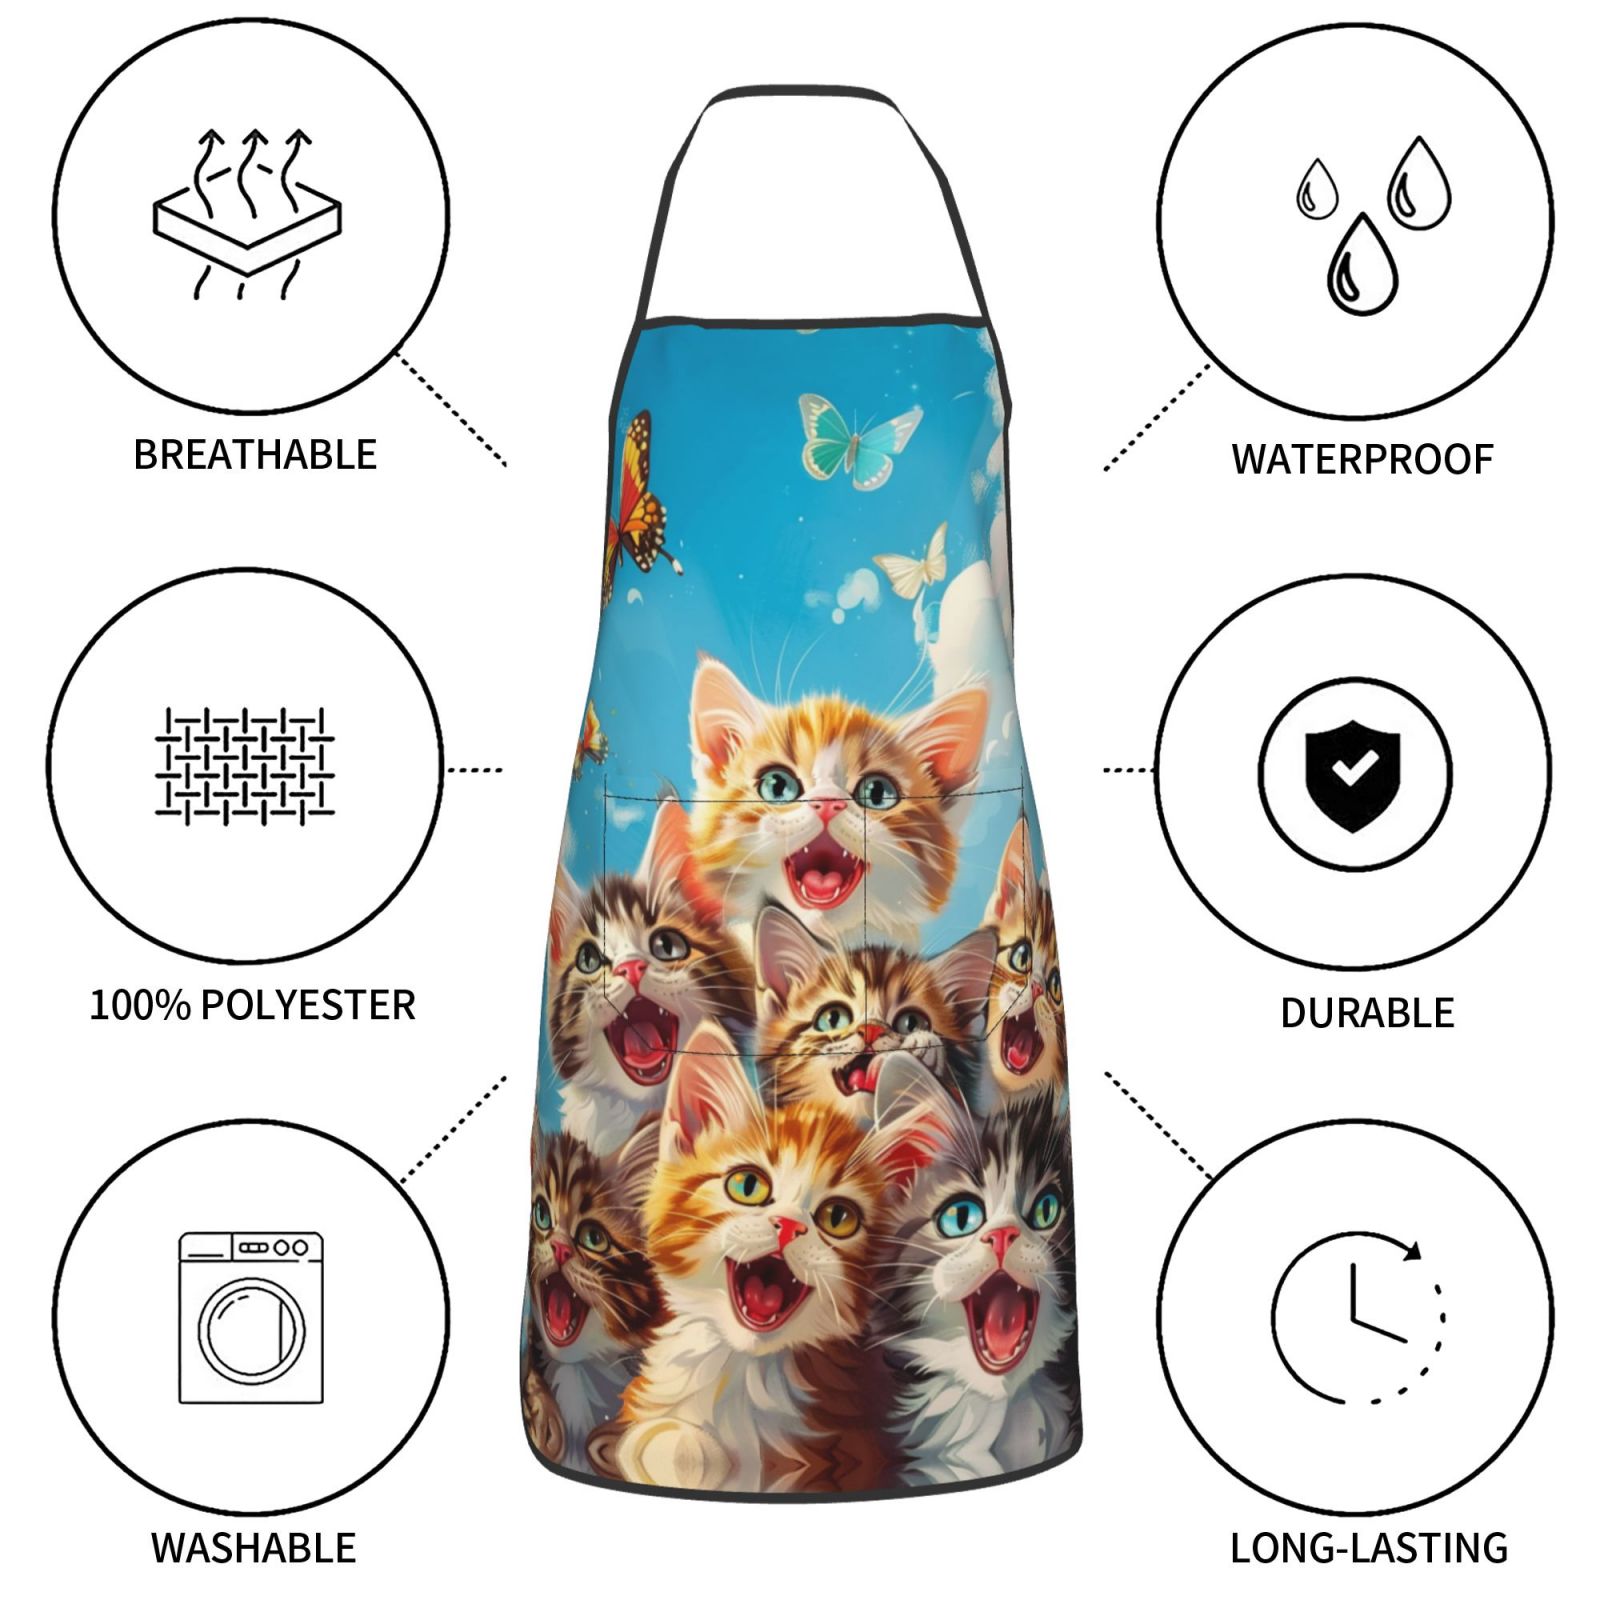 BREATHABLE
WATERPROOF
100% POLYESTER
DURABLE
WASHABLE
LONG-LASTING